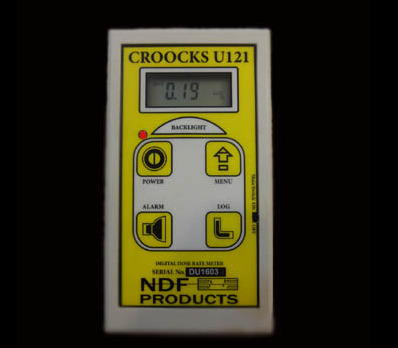 CROOCKS U121
0.19
BACKLIGHT
POWER
MENU
ALARM
LOG
DIGITAL DOSE RATE METER
SERIAL No. DU1603
NDF
PRODUCTS